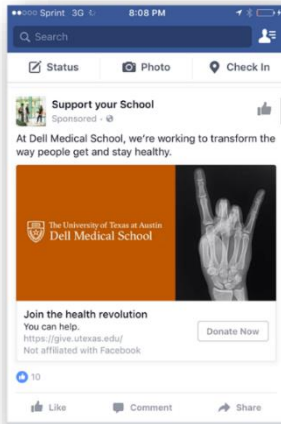 Sprint 3G 8:08 PM
Search
Status Photo Check In
Support your School
Sponsored ·
At Dell Medical School, we're working to transform the
way people get and stay healthy.
The University of Texas at Austin
Dell Medical School
Join the health revolution
You can help.
https://give.utexas.edu/
Not affiliated with Facebook
Donate Now
10
Like Comment Share